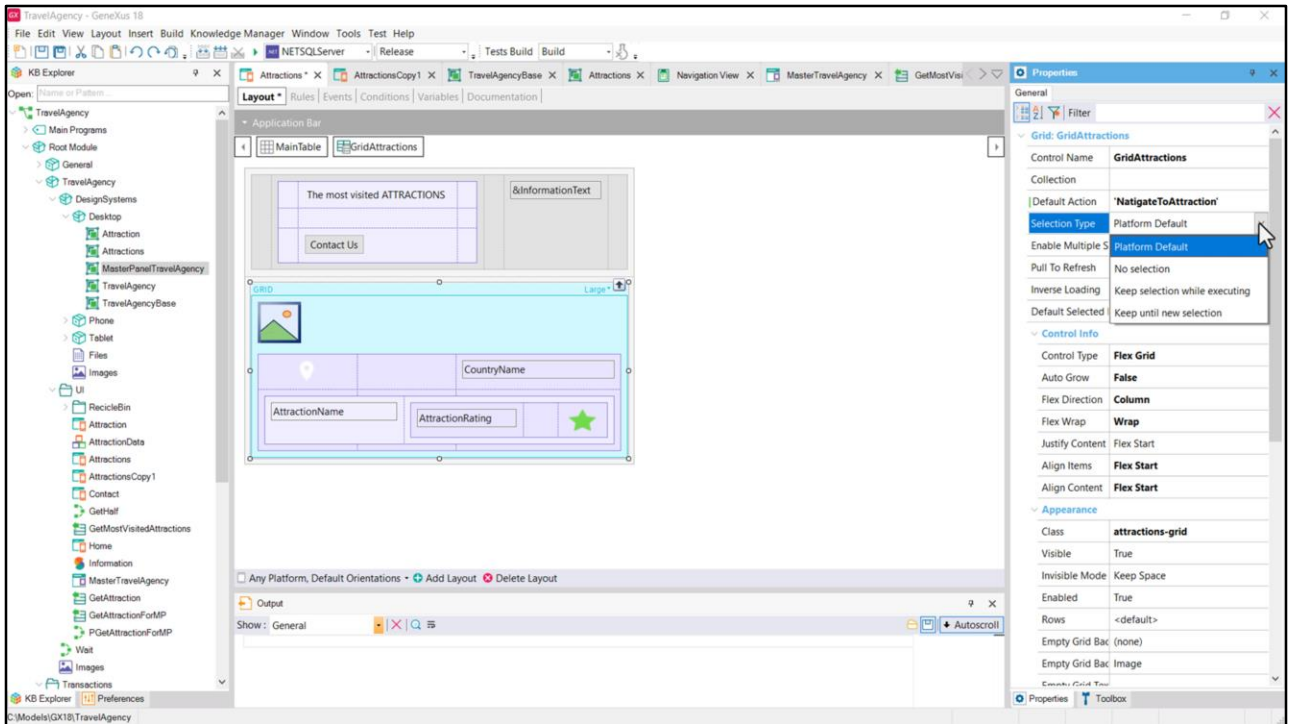 GX TravelAgency - GeneXus 18
File Edit View Layout Insert Build Knowledge Manager Window Tools Test Help
NETSQLServer Release Tests Build Build
KB Explorer
Open: Name or Pattern...
TravelAgency
Main Programs
Root Module
General
TravelAgency
DesignSystems
Desktop
Attraction
Attractions
MasterPanelTravelAgency
TravelAgency
TravelAgencyBase
Phone
Tablet
Files
Images
UI
RecicleBin
Attraction
AttractionData
Attractions
AttractionsCopy1
Contact
GetHalf
GetMostVisitedAttractions
Home
Information
MasterTravelAgency
GetAttraction
GetAttractionForMP
PGetAttractionForMP
Wait
Images
Transactions
KB Explorer Preferences
C:\Models\GX18\TravelAgency
Attractions * X AttractionsCopy1 X TravelAgencyBase X Attractions X Navigation View X MasterTravelAgency X GetMostVisi
Layout * Rules Events Conditions Variables Documentation
Application Bar
MainTable GridAttractions
The most visited ATTRACTIONS
&InformationText
Contact Us
GRID Large*
CountryName
AttractionName
AttractionRating
Any Platform, Default Orientations Add Layout Delete Layout
Output
Show: General Autoscroll
Properties
General
Filter
Grid: GridAttractions
Control Name GridAttractions
Collection
Default Action 'NatigateToAttraction'
Selection Type Platform Default
Enable Multiple S Platform Default
Pull To Refresh No selection
Inverse Loading Keep selection while executing
Default Selected Keep until new selection
Control Info
Control Type Flex Grid
Auto Grow False
Flex Direction Column
Flex Wrap Wrap
Justify Content Flex Start
Align Items Flex Start
Align Content Flex Start
Appearance
Class attractions-grid
Visible True
Invisible Mode Keep Space
Enabled True
Rows <default>
Empty Grid Bac (none)
Empty Grid Bac Image
Properties Toolbox